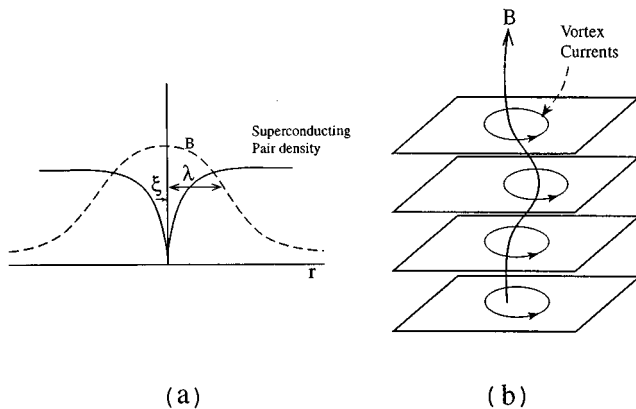 B
Superconducting
Pair density
ξ
λ
r
(a)
B
Vortex
Currents
(b)